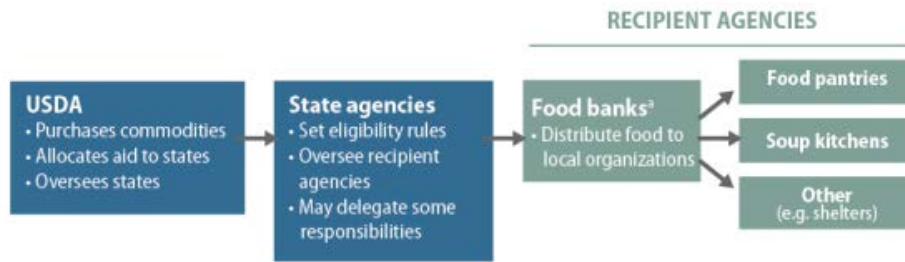 RECIPIENT AGENCIES
USDA
• Purchases commodities
• Allocates aid to states
• Oversees states
State agencies
• Set eligibility rules
• Oversee recipient
agencies
• May delegate some
responsibilities
Food banksᵃ
• Distribute food to
local organizations
Food pantries
Soup kitchens
Other
(e.g. shelters)